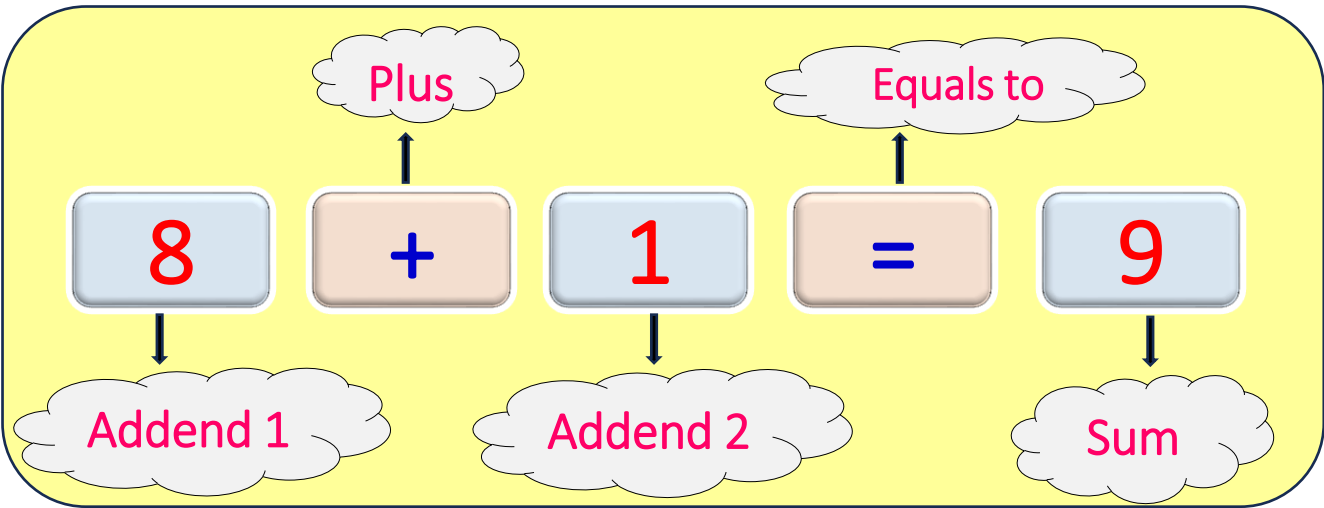 Plus
Equals to
8 + 1 = 9
Addend 1
Addend 2
Sum